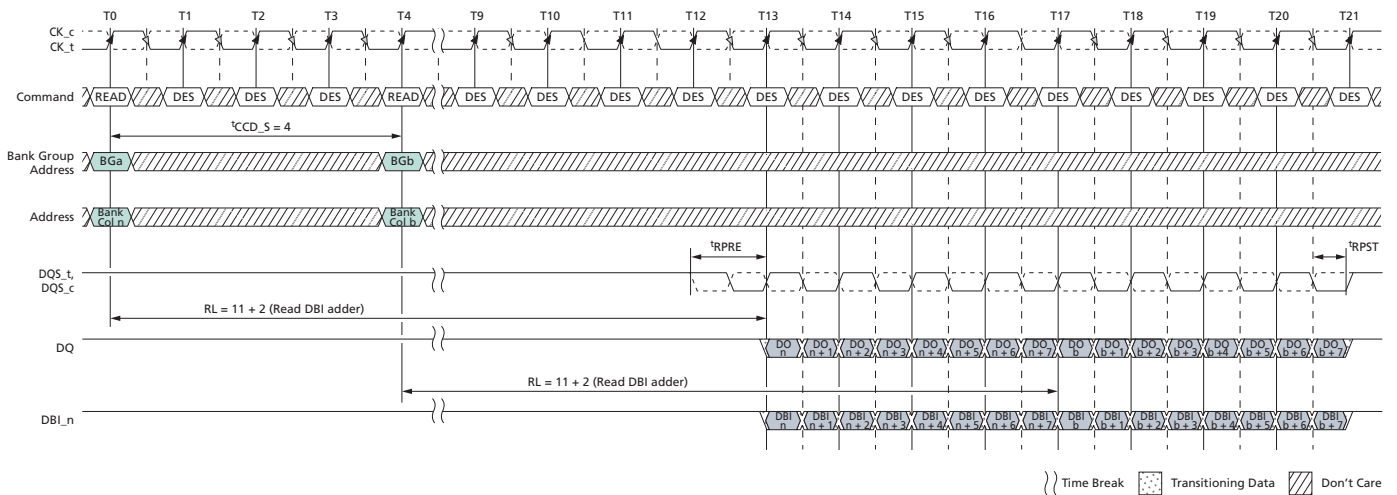 T0 T1 T2 T3 T4 T9 T10 T11 T12 T13 T14 T15 T16 T17 T18 T19 T20 T21
CK_c
CK_t
Command READ DES DES DES READ DES DES DES DES DES DES DES DES DES DES DES DES DES
tCCD_S = 4
Bank Group
Address BGa BGb
Address Bank
Col n Bank
Col b
tRPRE tRPST
DQS_t,
DQS_c
RL = 11 + 2 (Read DBI adder)
DQ DO
n DO
n + 1 DO
n + 2 DO
n + 3 DO
n + 4 DO
n + 5 DO
n + 6 DO
n + 7 DO
b DO
b + 1 DO
b + 2 DO
b + 3 DO
b + 4 DO
b + 5 DO
b + 6 DO
b + 7
RL = 11 + 2 (Read DBI adder)
DBI_n DBI
n DBI
n + 1 DBI
n + 2 DBI
n + 3 DBI
n + 4 DBI
n + 5 DBI
n + 6 DBI
n + 7 DBI
b DBI
b + 1 DBI
b + 2 DBI
b + 3 DBI
b + 4 DBI
b + 5 DBI
b + 6 DBI
b + 7
Time Break Transitioning Data Don't Care